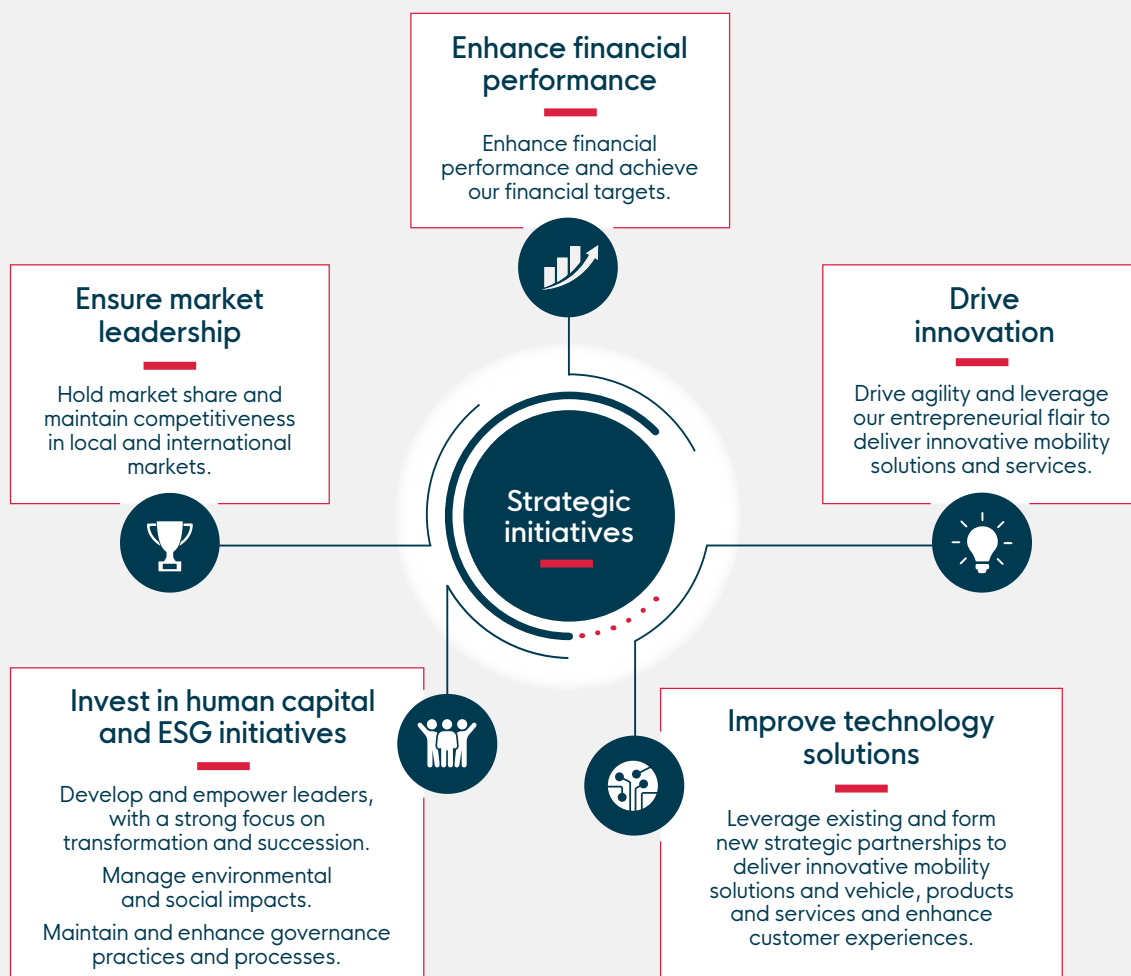 Enhance financial
performance
Enhance financial
performance and achieve
our financial targets.
Ensure market
leadership
Hold market share and
maintain competitiveness
in local and international
markets.
Drive
innovation
Drive agility and leverage
our entrepreneurial flair to
deliver innovative mobility
solutions and services.
Strategic
initiatives
Invest in human capital
and ESG initiatives
Develop and empower leaders,
with a strong focus on
transformation and succession.
Manage environmental
and social impacts.
Maintain and enhance governance
practices and processes.
Improve technology
solutions
Leverage existing and form
new strategic partnerships to
deliver innovative mobility
solutions and vehicle, products
and services and enhance
customer experiences.